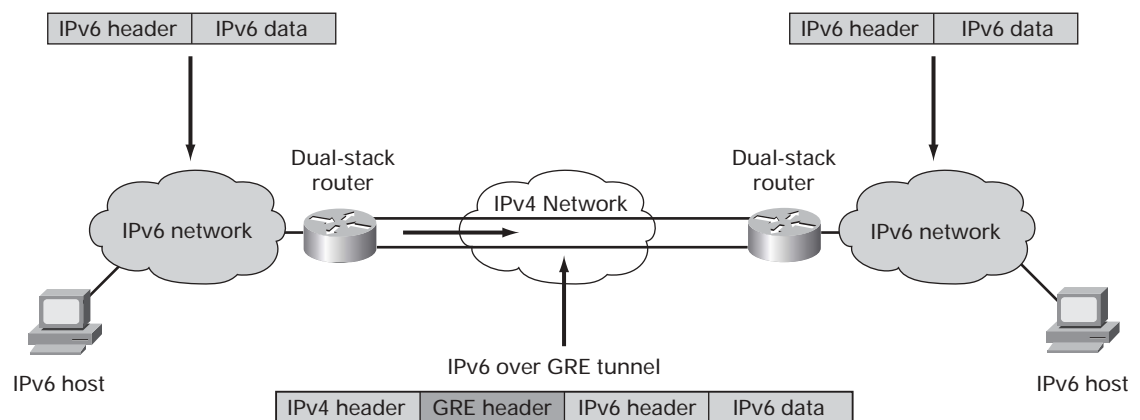 IPv6 header IPv6 data
IPv6 header IPv6 data
Dual-stack
router
Dual-stack
router
IPv6 network
IPv4 Network
IPv6 network
IPv6 host
IPv6 over GRE tunnel
IPv6 host
IPv4 header GRE header IPv6 header IPv6 data